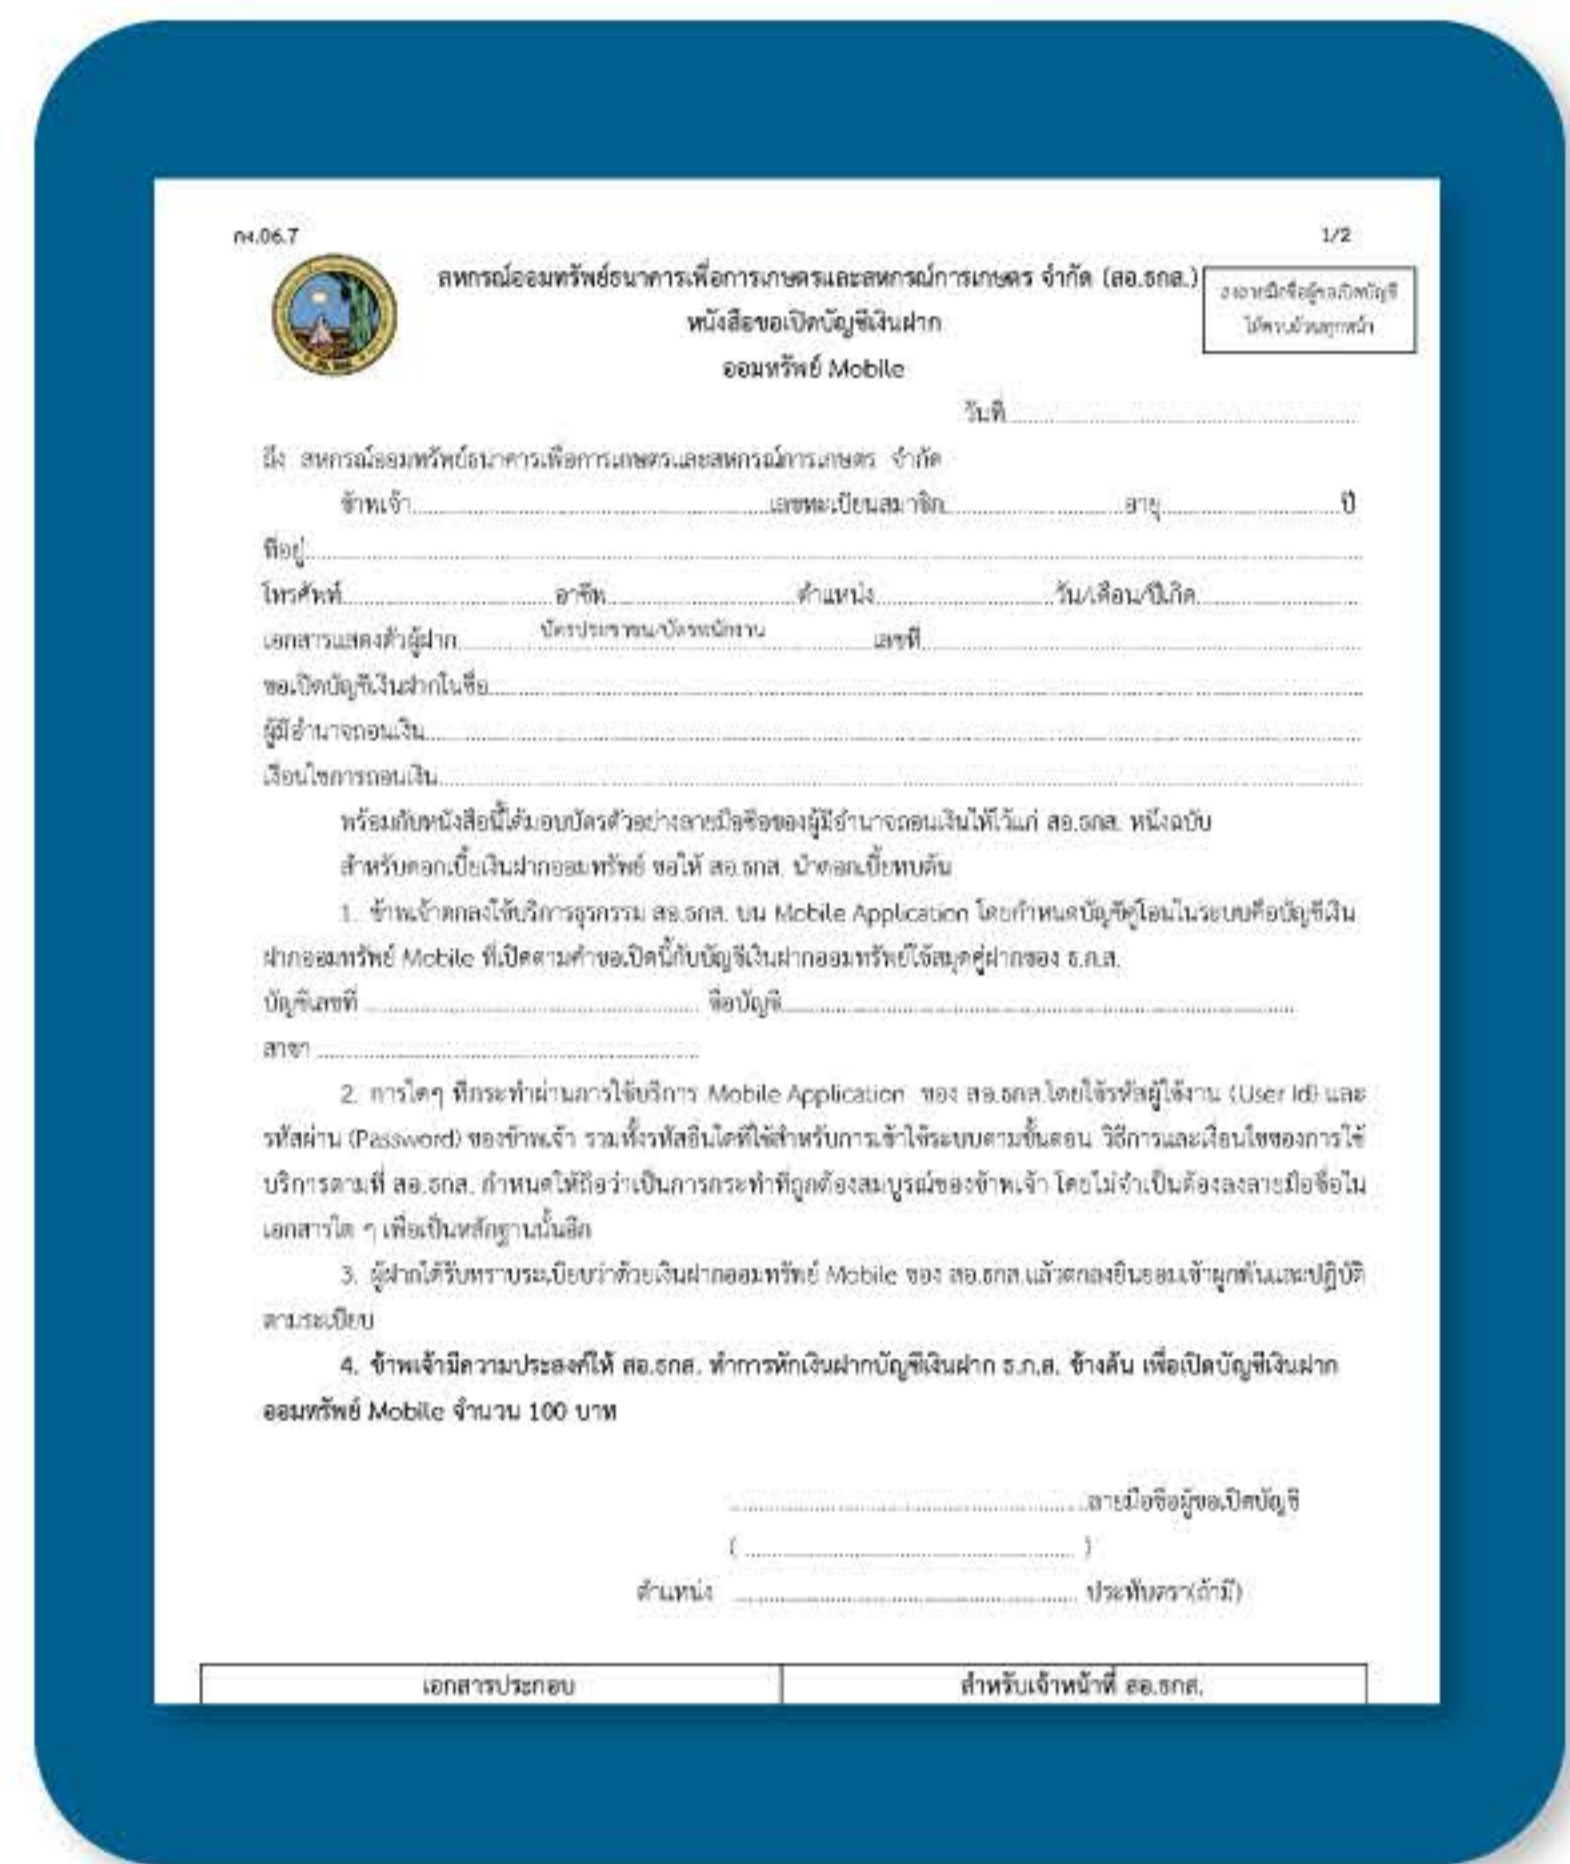 คง.06.7
1/2
สหกรณ์ออมทรัพย์ธนาคารเพื่อการเกษตรและสหกรณ์การเกษตร จำกัด (สอ.ธกส.)
ลงลายมือชื่อผู้ขอเปิดบัญชี
ให้ครบถ้วนทุกหน้า
หนังสือขอเปิดบัญชีเงินฝาก
ออมทรัพย์ Mobile
วันที่
ถึง สหกรณ์ออมทรัพย์ธนาคารเพื่อการเกษตรและสหกรณ์การเกษตร จำกัด
ข้าพเจ้า เลขทะเบียนสมาชิก อายุ ปี
ที่อยู่
โทรศัพท์ อาชีพ ตำแหน่ง วัน/เดือน/ปีเกิด
เอกสารแสดงตัวผู้ฝาก บัตรประชาชน/บัตรพนักงาน เลขที่
ขอเปิดบัญชีเงินฝากในชื่อ
ผู้มีอำนาจถอนเงิน
เงื่อนไขการถอนเงิน
พร้อมกับหนังสือนี้ได้มอบบัตรตัวอย่างลายมือชื่อของผู้มีอำนาจถอนเงินให้ไว้แก่ สอ.ธกส. หนึ่งฉบับ
สำหรับดอกเบี้ยเงินฝากออมทรัพย์ ขอให้ สอ.ธกส. นำดอกเบี้ยทบต้น
1. ข้าพเจ้าตกลงใช้บริการธุรกรรม สอ.ธกส. บน Mobile Application โดยกำหนดบัญชีคู่โอนในระบบคือบัญชีเงิน
ฝากออมทรัพย์ Mobile ที่เปิดตามคำขอเปิดนี้กับบัญชีเงินฝากออมทรัพย์ใช้สมุดคู่ฝากของ ธ.ก.ส.
บัญชีเลขที่ ชื่อบัญชี
สาขา
2. การใดๆ ที่กระทำผ่านการใช้บริการ Mobile Application ของ สอ.ธกส.โดยใช้รหัสผู้ใช้งาน (User Id) และ
รหัสผ่าน (Password) ของข้าพเจ้า รวมทั้งรหัสอื่นใดที่ใช้สำหรับการเข้าใช้ระบบตามขั้นตอน วิธีการและเงื่อนไขของการใช้
บริการตามที่ สอ.ธกส. กำหนดให้ถือว่าเป็นการกระทำที่ถูกต้องสมบูรณ์ของข้าพเจ้า โดยไม่จำเป็นต้องลงลายมือชื่อใน
เอกสารใด ๆ เพื่อเป็นหลักฐานนั้นอีก
3. ผู้ฝากได้รับทราบระเบียบว่าด้วยเงินฝากออมทรัพย์ Mobile ของ สอ.ธกส.แล้วตกลงยินยอมเข้าผูกพันและปฏิบัติ
ตามระเบียบ
4. ข้าพเจ้ามีความประสงค์ให้ สอ.ธกส. ทำการหักเงินฝากบัญชีเงินฝาก ธ.ก.ส. ข้างต้น เพื่อเปิดบัญชีเงินฝาก
ออมทรัพย์ Mobile จำนวน 100 บาท
ลายมือชื่อผู้ขอเปิดบัญชี
( )
ตำแหน่ง ประทับตรา(ถ้ามี)
เอกสารประกอบ
สำหรับเจ้าหน้าที่ สอ.ธกส.